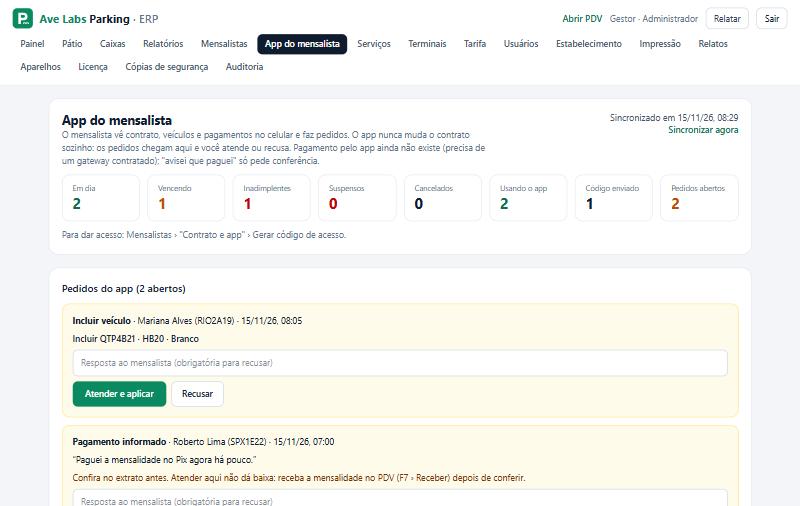 Ave Labs Parking · ERP
Abrir PDV Gestor · Administrador Relatar Sair
Painel Pátio Caixas Relatórios Mensalistas App do mensalista Serviços Terminais Tarifa Usuários Estabelecimento Impressão Relatos
Aparelhos Licença Cópias de segurança Auditoria
App do mensalista
Sincronizado em 15/11/26, 08:29
Sincronizar agora
O mensalista vê contrato, veículos e pagamentos no celular e faz pedidos. O app nunca muda o contrato
sozinho: os pedidos chegam aqui e você atende ou recusa. Pagamento pelo app ainda não existe (precisa de
um gateway contratado); "avisei que paguei" só pede conferência.
Em dia Vencendo Inadimplentes Suspensos Cancelados Usando o app Código enviado Pedidos abertos
2 1 1 0 0 2 1 2
Para dar acesso: Mensalistas › "Contrato e app" › Gerar código de acesso.
Pedidos do app (2 abertos)
Incluir veículo · Mariana Alves (RIO2A19) · 15/11/26, 08:05
Incluir QTP4B21 · HB20 · Branco
Resposta ao mensalista (obrigatória para recusar)
Atender e aplicar Recusar
Pagamento informado · Roberto Lima (SPX1E22) · 15/11/26, 07:00
"Paguei a mensalidade no Pix agora há pouco."
Confira no extrato antes. Atender aqui não dá baixa: receba a mensalidade no PDV (F7 › Receber) depois de conferir.
Resposta ao mensalista (obrigatória para recusar)